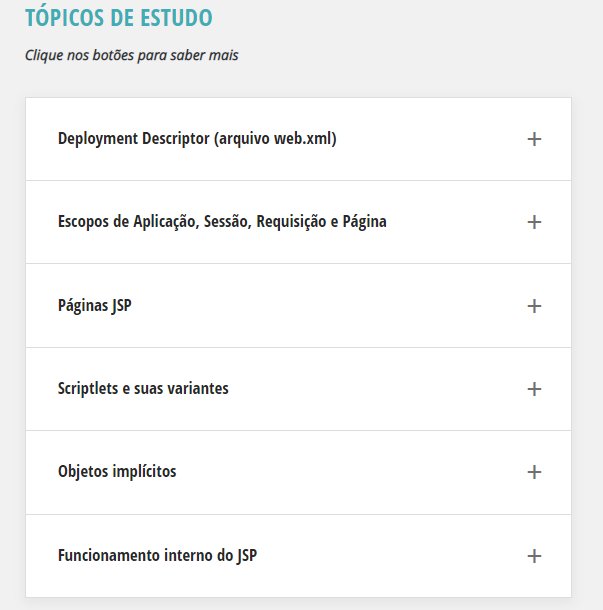 TÓPICOS DE ESTUDO
Clique nos botões para saber mais
Deployment Descriptor (arquivo web.xml)
Escopos de Aplicação, Sessão, Requisição e Página
Páginas JSP
Scriptlets e suas variantes
Objetos implícitos
Funcionamento interno do JSP